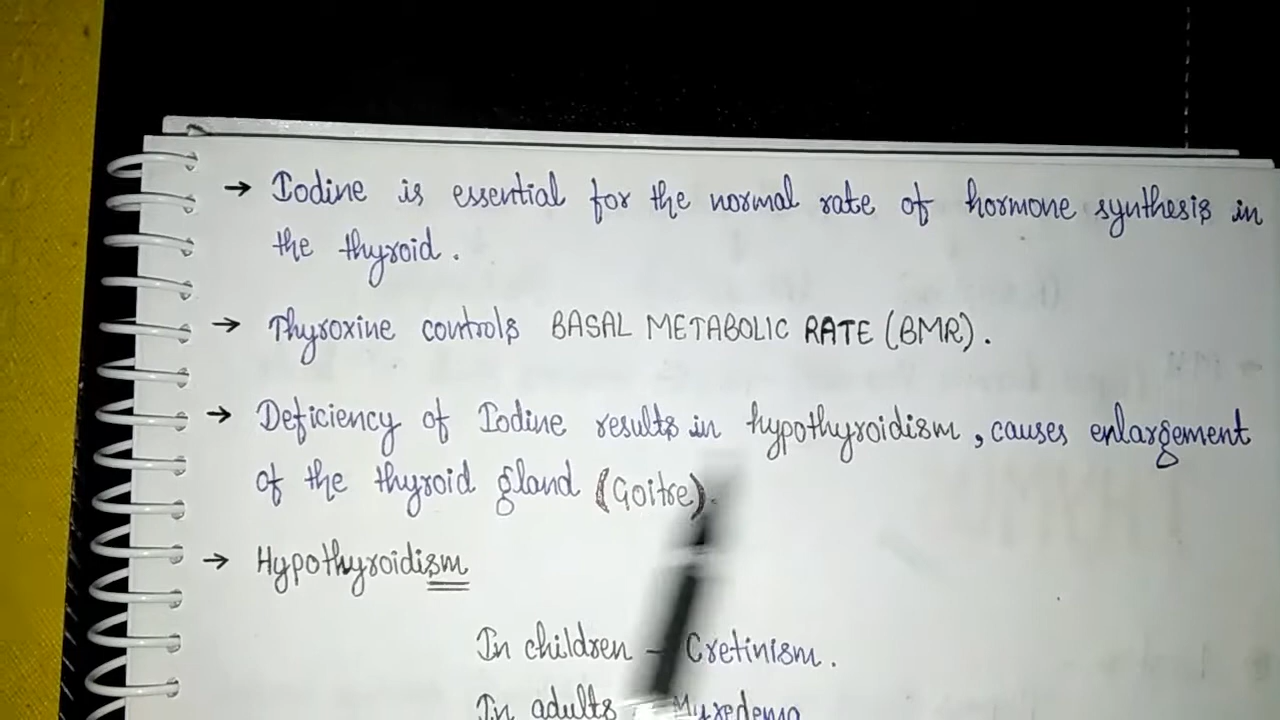 → Iodine is essential for the normal rate of hormone synthesis in
the thyroid.
→ Thyroxine controls BASAL METABOLIC RATE (BMR).
→ Deficiency of Iodine results in hypothyroidism, causes enlargement
of the thyroid gland (Goitre).
→ Hypothyroidism
In children - Cretinism.
In adults Myxedema